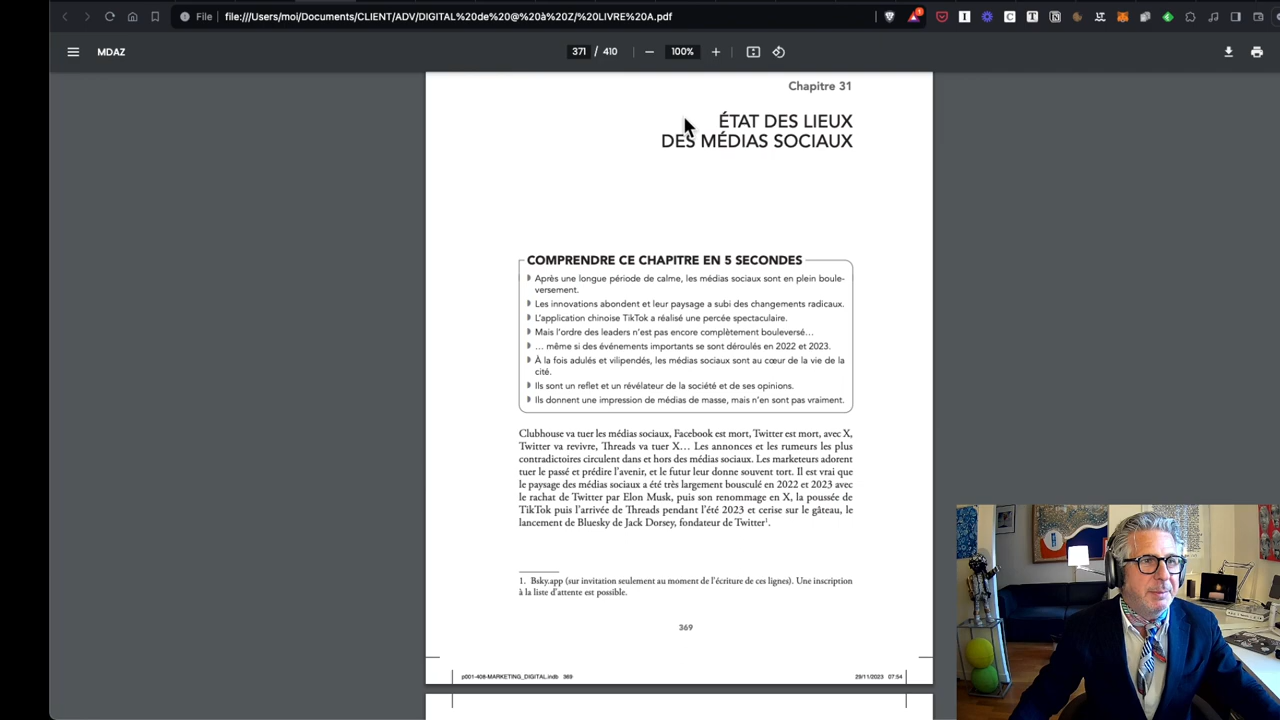 File file:///Users/moi/Documents/CLIENT/ADV/DIGITAL%20de%20@%20à%20Z/%20LIVRE%20A.pdf
MDAZ 371 / 410 — 100% +
Chapitre 31
ÉTAT DES LIEUX
DES MÉDIAS SOCIAUX
COMPRENDRE CE CHAPITRE EN 5 SECONDES
Après une longue période de calme, les médias sociaux sont en plein boule-
versement.
Les innovations abondent et leur paysage a subi des changements radicaux.
L'application chinoise TikTok a réalisé une percée spectaculaire.
Mais l'ordre des leaders n'est pas encore complètement bouleversé…
… même si des événements importants se sont déroulés en 2022 et 2023.
À la fois adulés et vilipendés, les médias sociaux sont au cœur de la vie de la
cité.
Ils sont un reflet et un révélateur de la société et de ses opinions.
Ils donnent une impression de médias de masse, mais n'en sont pas vraiment.
Clubhouse va tuer les médias sociaux, Facebook est mort, Twitter est mort, avec X,
Twitter va revivre, Threads va tuer X… Les annonces et les rumeurs les plus
contradictoires circulent dans et hors des médias sociaux. Les marketeurs adorent
tuer le passé et prédire l'avenir, et le futur leur donne souvent tort. Il est vrai que
le paysage des médias sociaux a été très largement bousculé en 2022 et 2023 avec
le rachat de Twitter par Elon Musk, puis son renommage en X, la poussée de
TikTok puis l'arrivée de Threads pendant l'été 2023 et cerise sur le gâteau, le
lancement de Bluesky de Jack Dorsey, fondateur de Twitter¹.
1. Bsky.app (sur invitation seulement au moment de l'écriture de ces lignes). Une inscription
à la liste d'attente est possible.
369
p001-408-MARKETING_DIGITAL.indb 369 29/11/2023 07:54